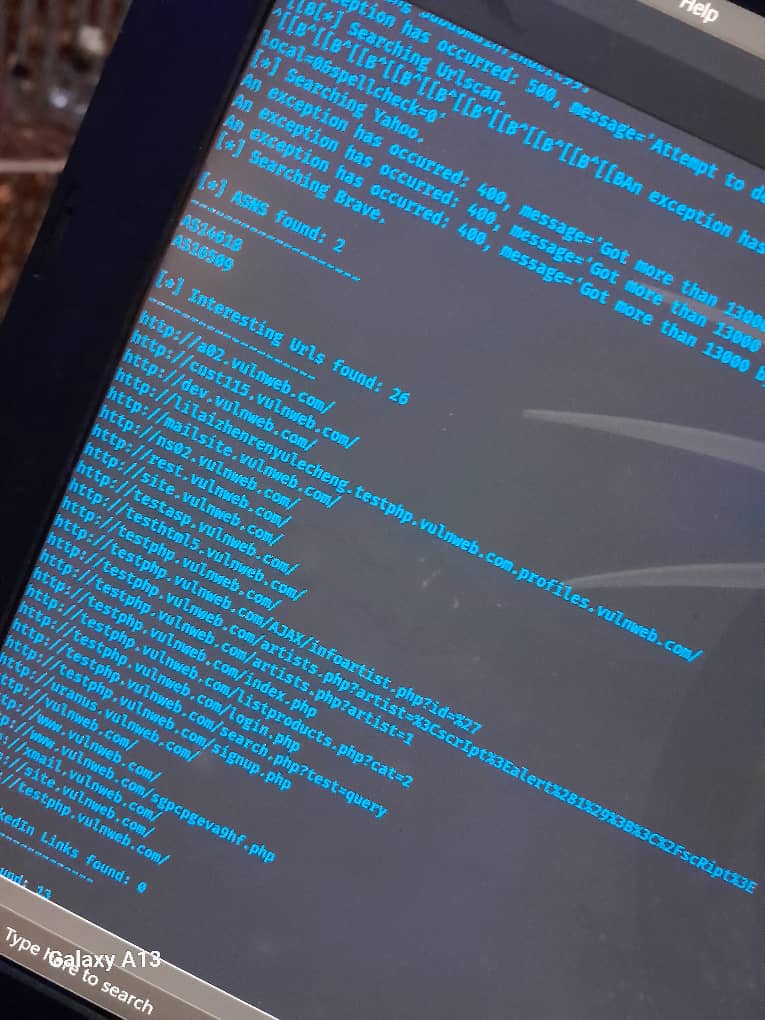 Help
eption has occurred: 500, message='Attempt to de
^[[B[*] Searching Urlscan.
^[[B^[[B^[[B^[[B^[[B^[[B^[[B^[[B^[[BAn exception has
local=0&spellcheck=0'
[*] Searching Yahoo.
An exception has occurred: 400, message='Got more than 13000
An exception has occurred: 400, message='Got more than 13000
An exception has occurred: 400, message='Got more than 13000 b
[*] Searching Brave.
[*] ASNS found: 2
--------------------
AS14618
AS16509
[*] Interesting Urls found: 26
--------------------
http://a02.vulnweb.com/
http://cust115.vulnweb.com/
http://dev.vulnweb.com/
http://lilaizhenrenyulecheng.testphp.vulnweb.com.profiles.vulnweb.com/
http://mailsite.vulnweb.com/
http://ns02.vulnweb.com/
http://rest.vulnweb.com/
http://site.vulnweb.com/
http://testasp.vulnweb.com/
http://testhtml5.vulnweb.com/
http://testphp.vulnweb.com/
http://testphp.vulnweb.com/AJAX/infoartist.php?id=%27
http://testphp.vulnweb.com/artists.php?artist=%3CscrIpt%3Ealert%281%29%3B%3C%2FscRipt%3E
http://testphp.vulnweb.com/artists.php?artist=1
http://testphp.vulnweb.com/index.php
http://testphp.vulnweb.com/listproducts.php?cat=2
http://testphp.vulnweb.com/login.php
http://testphp.vulnweb.com/search.php?test=query
http://testphp.vulnweb.com/signup.php
http://uranus.vulnweb.com/
http://vulnweb.com/
tp://www.vulnweb.com/
p://www.vulnweb.com/sgpcpgeva9hf.php
://xmail.vulnweb.com/
://site.vulnweb.com/
://testphp.vulnweb.com/
kedIn Links found: 0
--------------------
und: 13
Type here to search
Galaxy A13